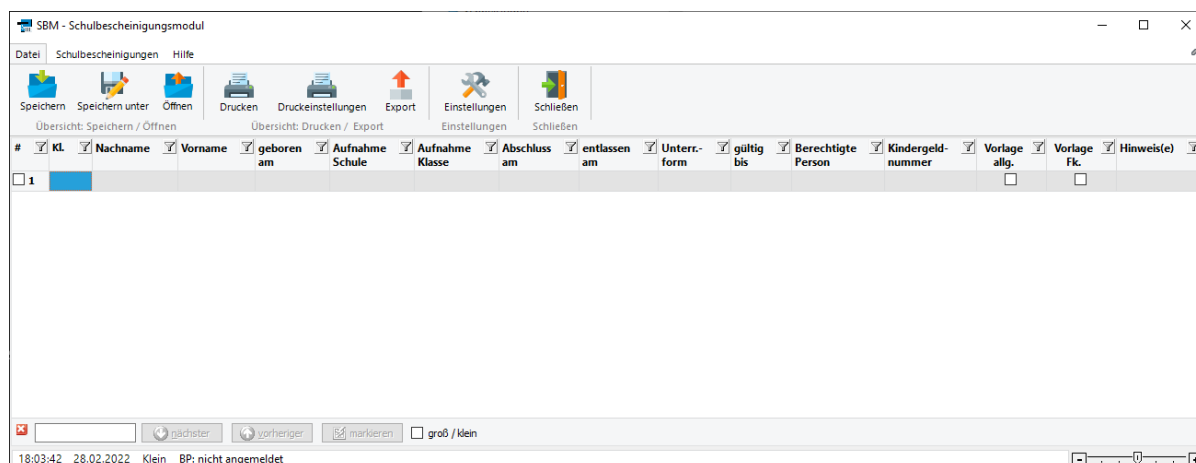 SBM - Schulbescheinigungsmodul
Datei Schulbescheinigungen Hilfe
Speichern Speichern unter Öffnen Drucken Druckeinstellungen Export Einstellungen Schließen
Übersicht: Speichern / Öffnen Übersicht: Drucken / Export Einstellungen Schließen
# Kl. Nachname Vorname geboren Aufnahme Aufnahme Abschluss entlassen Unterr.- gültig Berechtigte Kindergeld- Vorlage Vorlage Hinweis(e)
am Schule Klasse am am form bis Person nummer allg. Fk.
1
nächster vorheriger markieren groß / klein
18:03:42 28.02.2022 Klein BP: nicht angemeldet